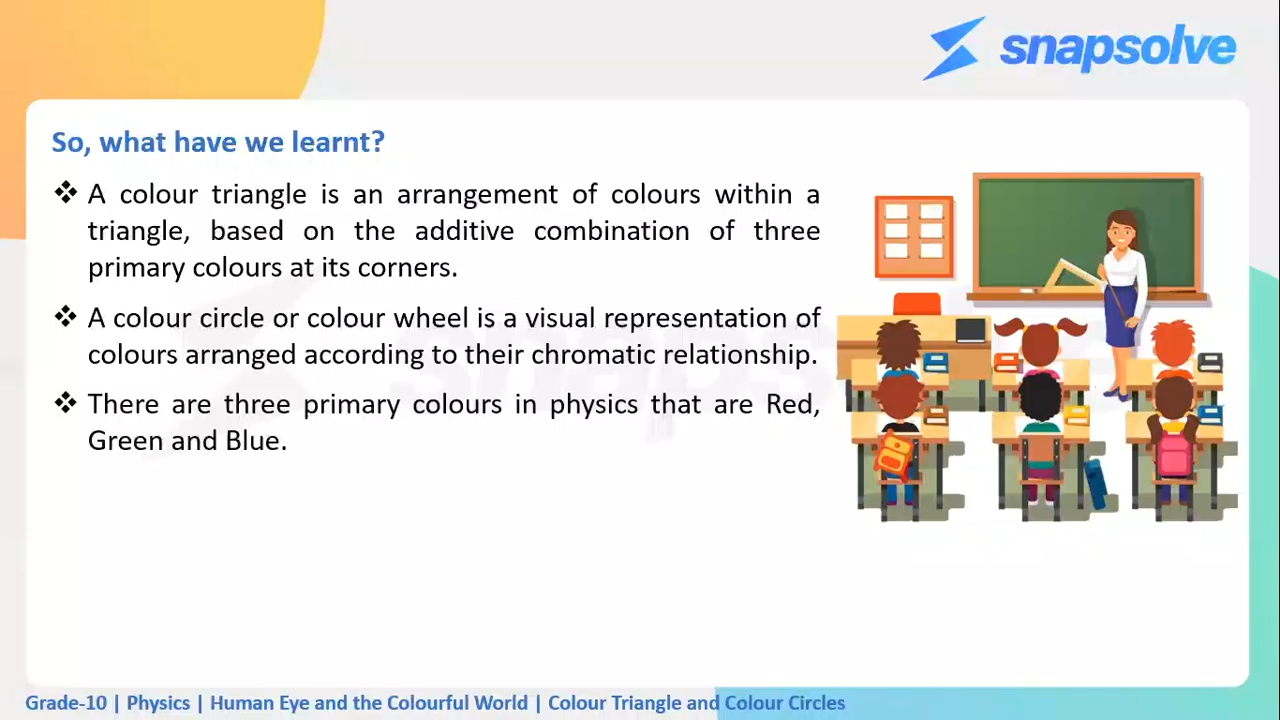 snapsolve
So, what have we learnt?
❖ A colour triangle is an arrangement of colours within a
triangle, based on the additive combination of three
primary colours at its corners.
❖ A colour circle or colour wheel is a visual representation of
colours arranged according to their chromatic relationship.
❖ There are three primary colours in physics that are Red,
Green and Blue.
snapsolve
Grade-10 | Physics | Human Eye and the Colourful World | Colour Triangle and Colour Circles